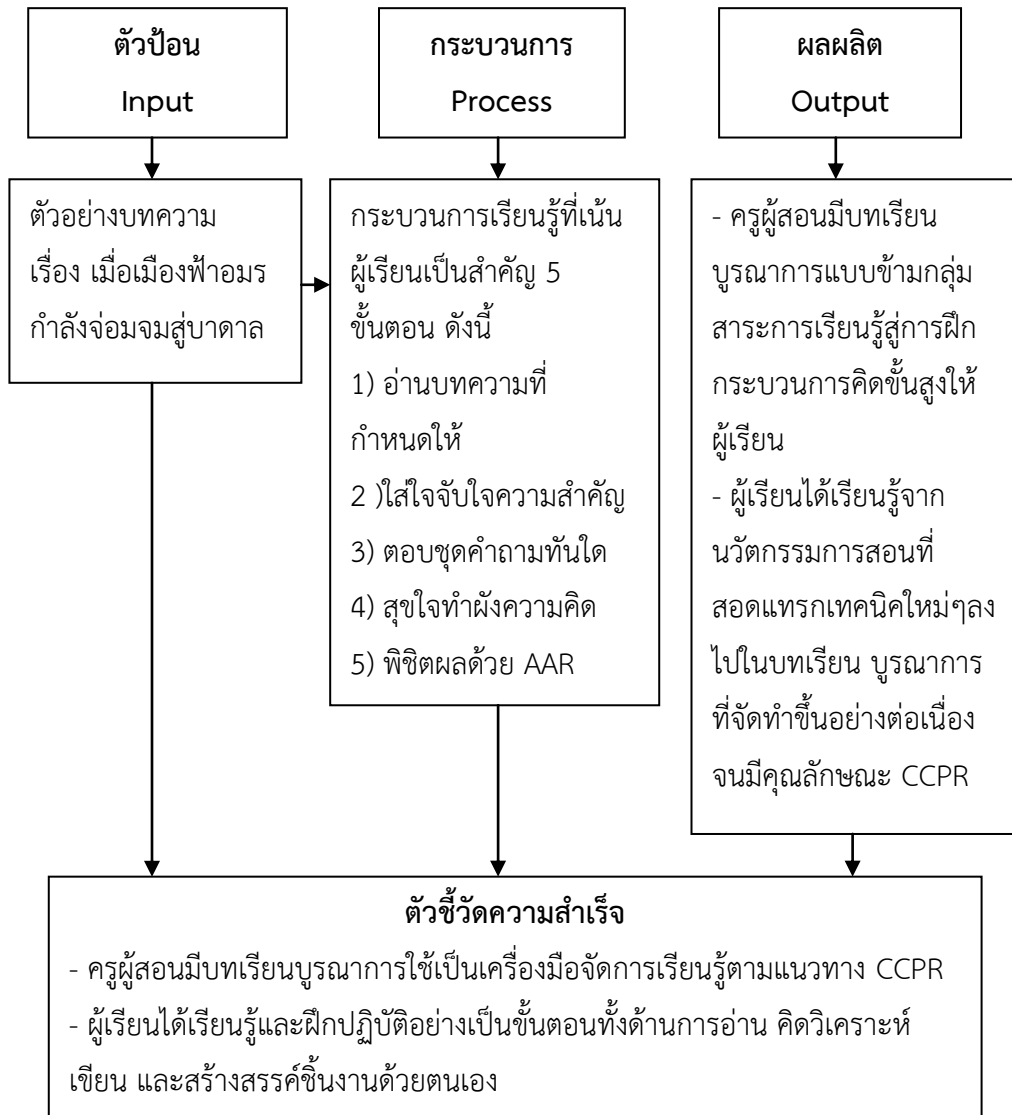 ตัวป้อน
Input
กระบวนการ
Process
ผลผลิต
Output
ตัวอย่างบทความ
เรื่อง เมื่อเมืองฟ้าอมร
กำลังจ่อมจมสู่บาดาล
กระบวนการเรียนรู้ที่เน้น
ผู้เรียนเป็นสำคัญ 5
ขั้นตอน ดังนี้
1) อ่านบทความที่
กำหนดให้
2 )ใส่ใจจับใจความสำคัญ
3) ตอบชุดคำถามทันใด
4) สุขใจทำผังความคิด
5) พิชิตผลด้วย AAR
- ครูผู้สอนมีบทเรียน
บูรณาการแบบข้ามกลุ่ม
สาระการเรียนรู้สู่การฝึก
กระบวนการคิดขั้นสูงให้
ผู้เรียน
- ผู้เรียนได้เรียนรู้จาก
นวัตกรรมการสอนที่
สอดแทรกเทคนิคใหม่ๆลง
ไปในบทเรียน บูรณาการ
ที่จัดทำขึ้นอย่างต่อเนื่อง
จนมีคุณลักษณะ CCPR
ตัวชี้วัดความสำเร็จ
- ครูผู้สอนมีบทเรียนบูรณาการใช้เป็นเครื่องมือจัดการเรียนรู้ตามแนวทาง CCPR
- ผู้เรียนได้เรียนรู้และฝึกปฏิบัติอย่างเป็นขั้นตอนทั้งด้านการอ่าน คิดวิเคราะห์
เขียน และสร้างสรรค์ชิ้นงานด้วยตนเอง